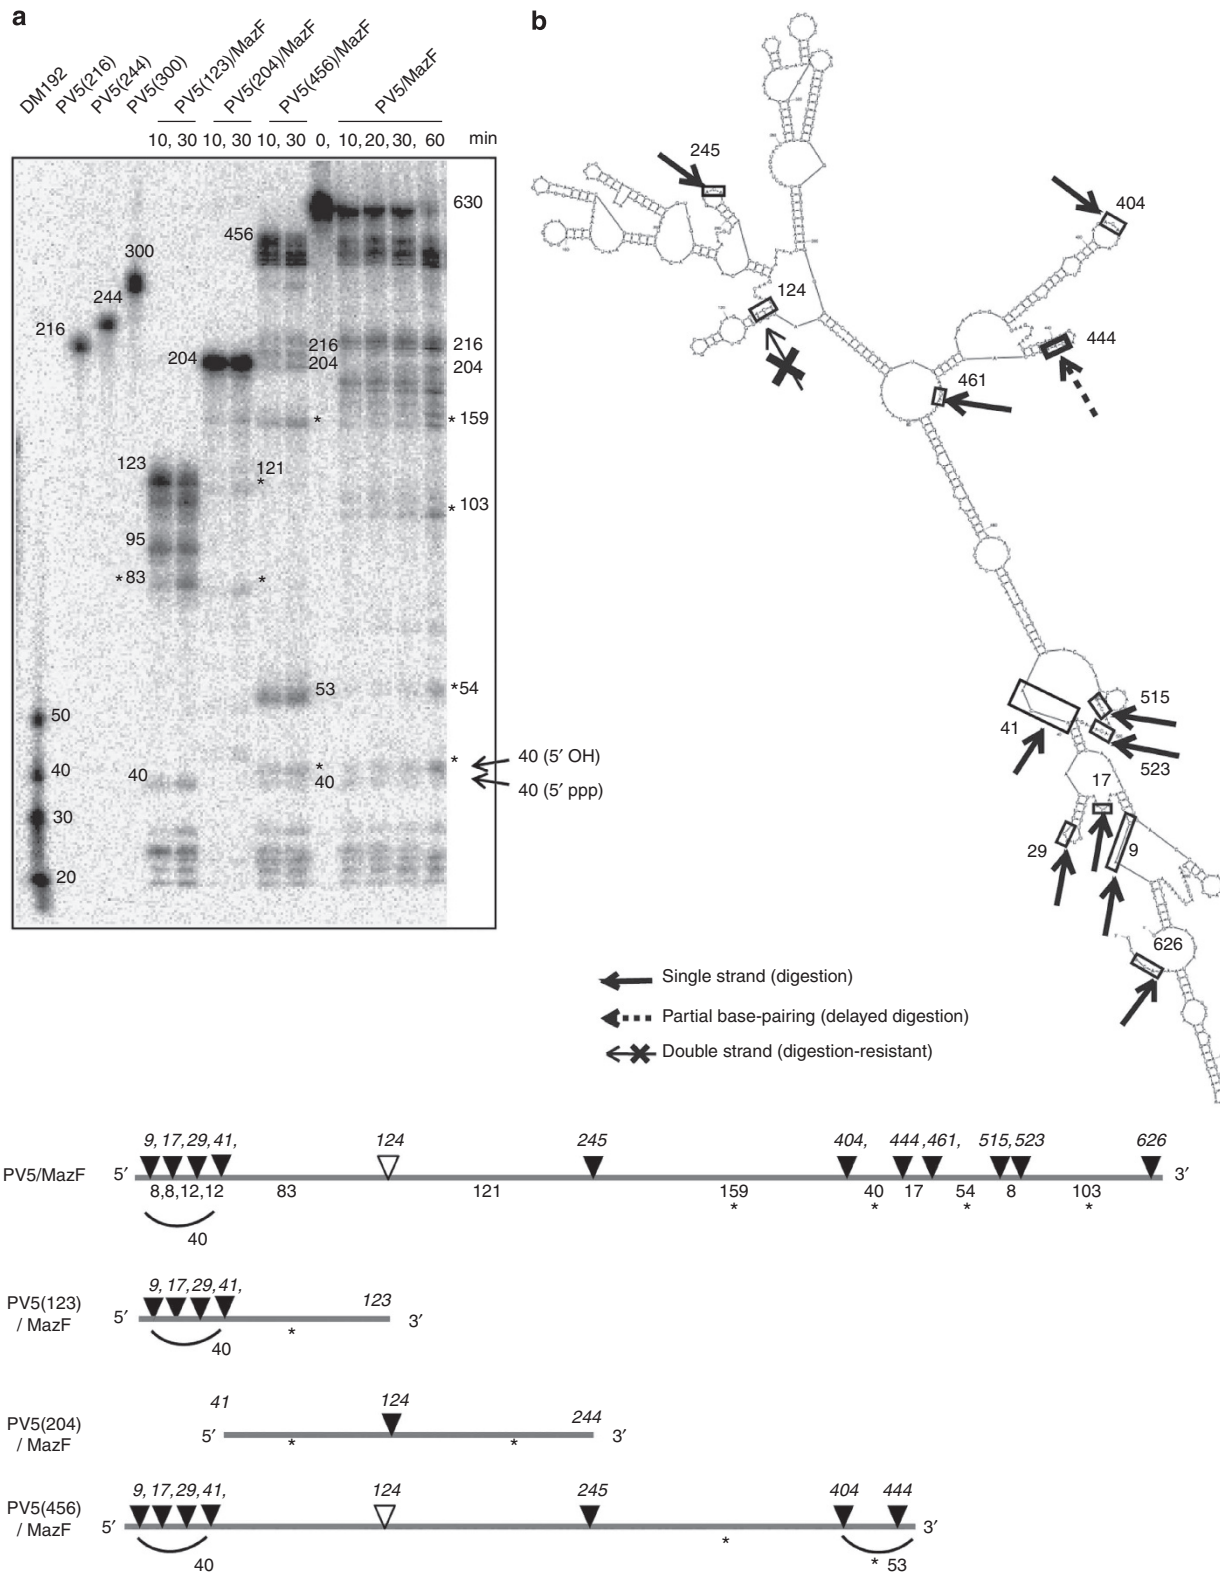 a
b
DM192
PV5(216)
PV5(244)
PV5(300)
PV5(123)/MazF
PV5(204)/MazF
PV5(456)/MazF
PV5/MazF
10, 30 10, 30 10, 30 0, 10, 20, 30, 60 min
630
456
300
244
216
204
216
204
216
204
* 159
*
123
121
*
* 103
95
* 83
*
53
* 54
50
40
30
20
40
*
40
*
40 (5′ OH)
40 (5′ ppp)
245
404
124
444
461
41
515
523
17
29
9
626
Single strand (digestion)
Partial base-pairing (delayed digestion)
Double strand (digestion-resistant)
9, 17, 29, 41, 124 245 404, 444 ,461, 515, 523 626
PV5/MazF 5′ 3′
8,8,12,12 83 121 159 40 17 54 8 103
* * * *
40
9, 17, 29, 41, 123
PV5(123)
/ MazF
5′ 3′
*
40
41 124 244
PV5(204)
/ MazF
5′ 3′
* *
9, 17, 29, 41, 124 245 404 444
PV5(456)
/ MazF
5′ 3′
*
40
* 53